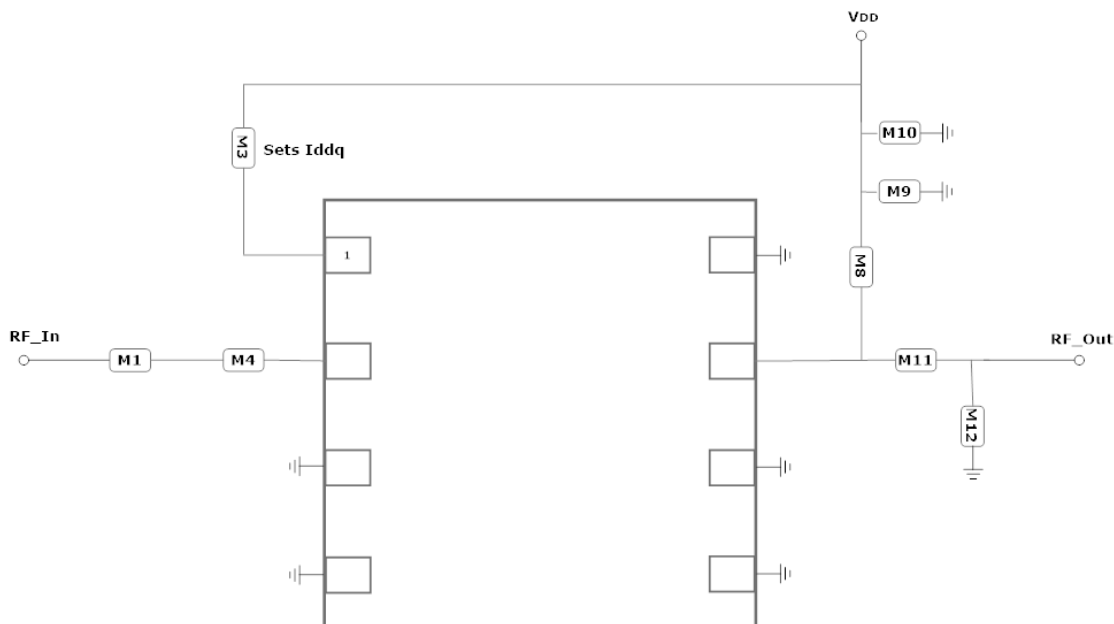 VDD
M10
M3
Sets Iddq
M9
1
M8
RF_In
M1
M4
M11
RF_Out
M12